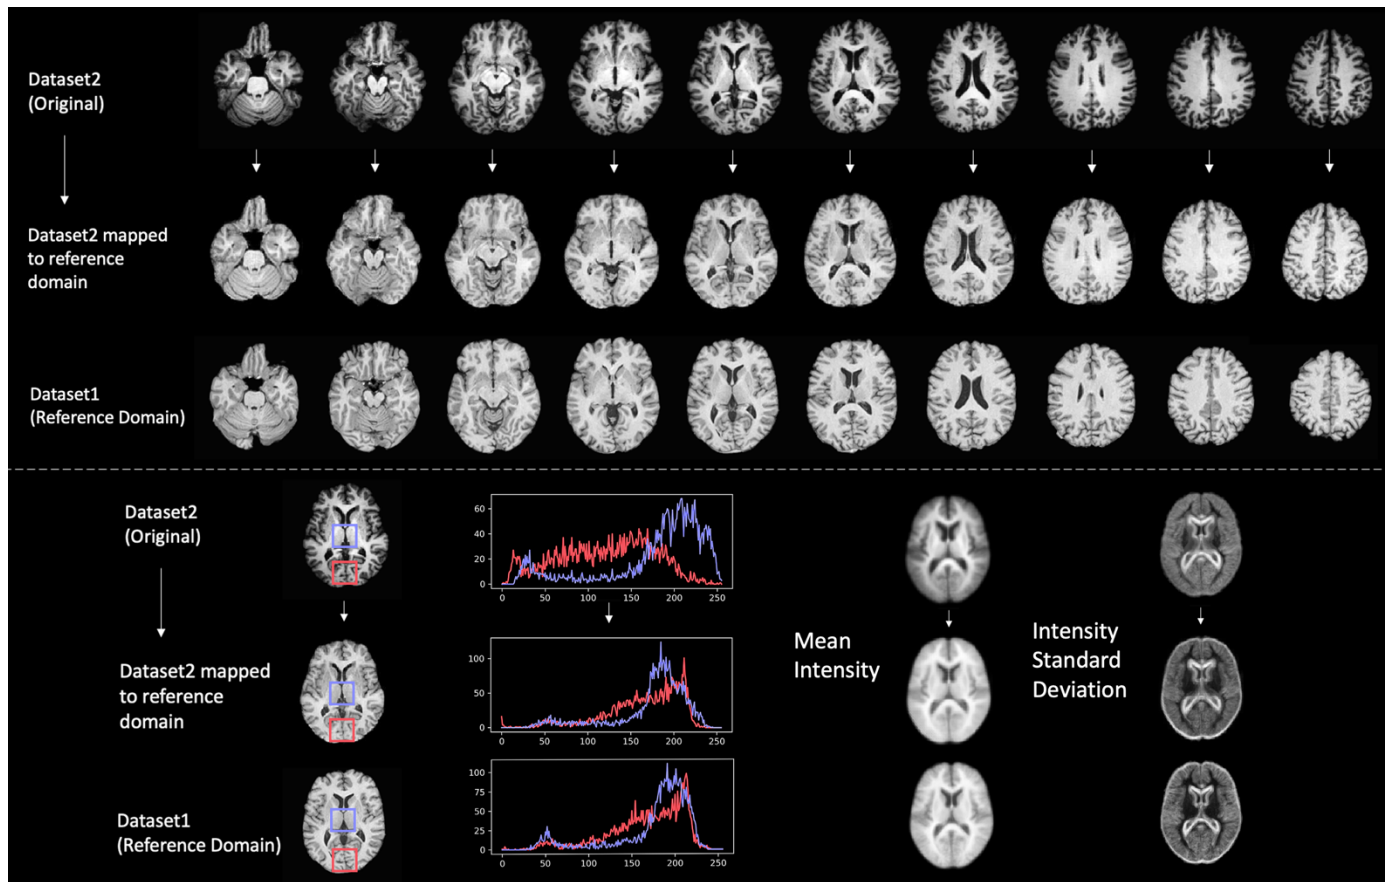 Dataset2
(Original)
Dataset2 mapped
to reference
domain
Dataset1
(Reference Domain)
Dataset2
(Original)
Dataset2 mapped
to reference
domain
Dataset1
(Reference Domain)
60
40
20
0
0 50 100 150 200 250
100
50
0
0 50 100 150 200 250
100
75
50
25
0
0 50 100 150 200 250
Mean
Intensity
Intensity
Standard
Deviation